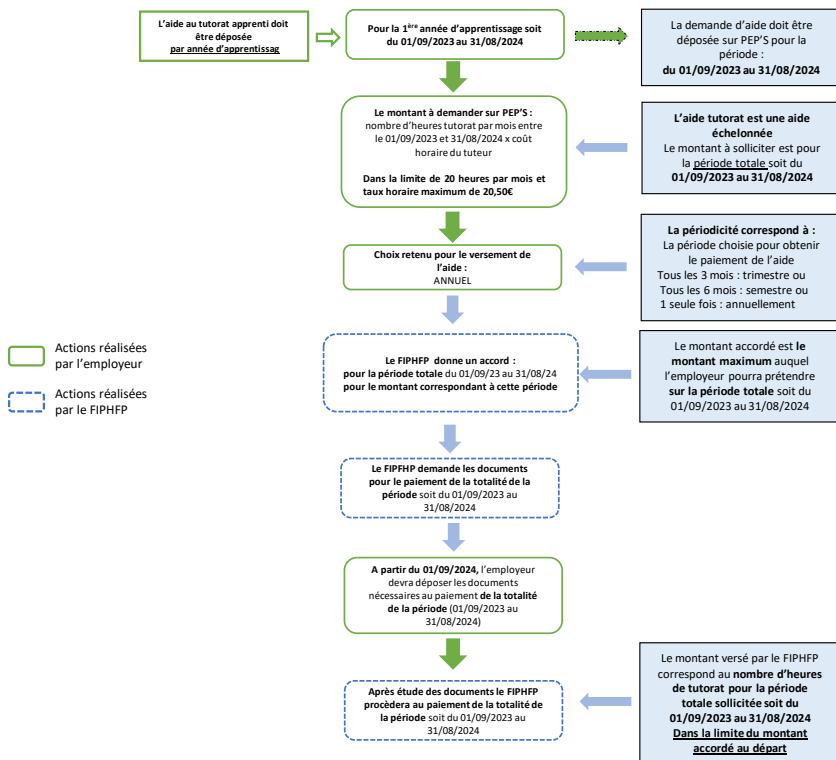 L'aide au tutorat apprenti doit
être déposée
par année d'apprentissag
Pour la 1ère année d'apprentissage soit
du 01/09/2023 au 31/08/2024
La demande d'aide doit être
déposée sur PEP'S pour la
période :
du 01/09/2023 au 31/08/2024
Le montant à demander sur PEP'S :
nombre d'heures tutorat par mois entre
le 01/09/2023 et 31/08/2024 x coût
horaire du tuteur
Dans la limite de 20 heures par mois et
taux horaire maximum de 20,50€
L'aide tutorat est une aide
échelonnée
Le montant à solliciter est pour
la période totale soit du
01/09/2023 au 31/08/2024
Choix retenu pour le versement de
l'aide :
ANNUEL
La périodicité correspond à :
La période choisie pour obtenir
le paiement de l'aide
Tous les 3 mois : trimestre ou
Tous les 6 mois : semestre ou
1 seule fois : annuellement
Actions réalisées
par l'employeur
Actions réalisées
par le FIPHFP
Le FIPHFP donne un accord :
pour la période totale du 01/09/23 au 31/08/24
pour le montant correspondant à cette période
Le montant accordé est le
montant maximum auquel
l'employeur pourra prétendre
sur la période totale soit du
01/09/2023 au 31/08/2024
Le FIPFHP demande les documents
pour le paiement de la totalité de la
période soit du 01/09/2023 au
31/08/2024
A partir du 01/09/2024, l'employeur
devra déposer les documents
nécessaires au paiement de la totalité
de la période (01/09/2023 au
31/08/2024)
Après étude des documents le FIPHFP
procèdera au paiement de la totalité de
la période soit du 01/09/2023 au
31/08/2024
Le montant versé par le FIPHFP
correspond au nombre d'heures
de tutorat pour la période
totale sollicitée soit du
01/09/2023 au 31/08/2024
Dans la limite du montant
accordé au départ